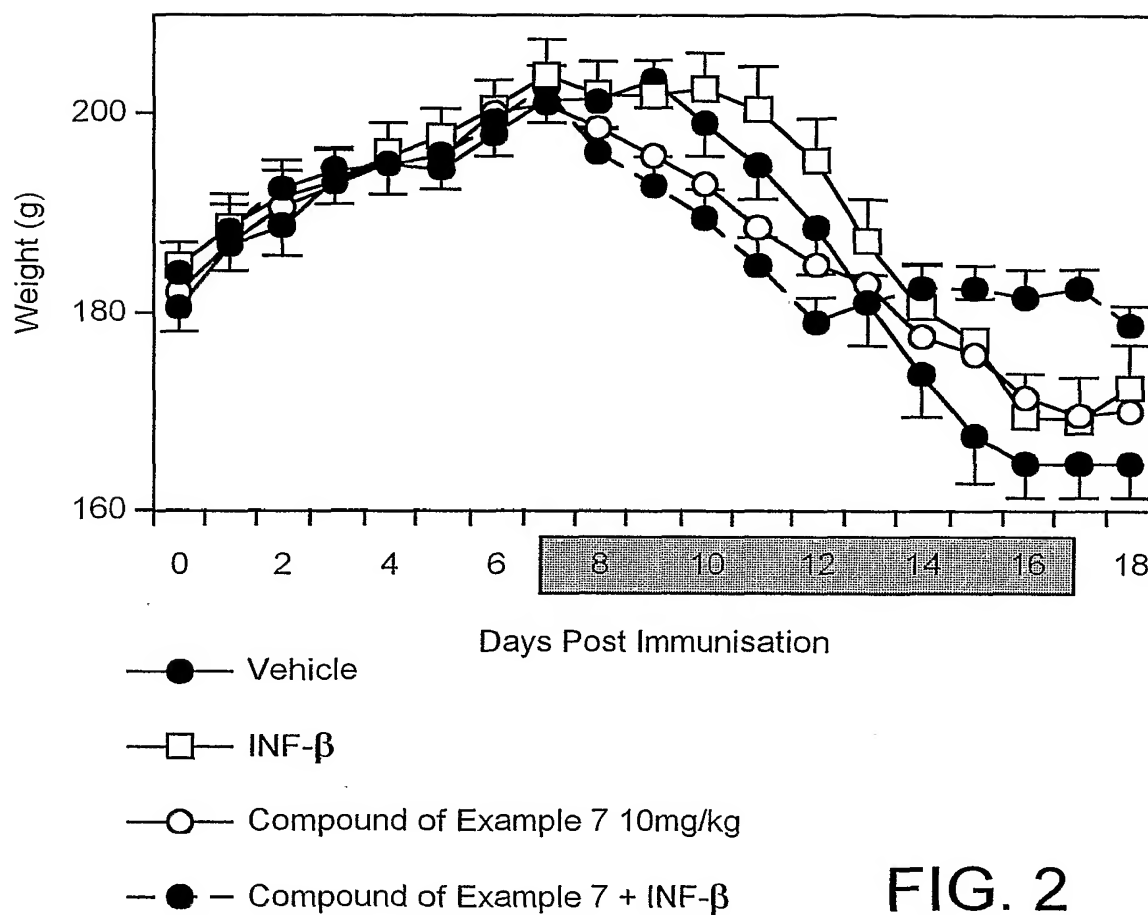 200
180
160
Weight (g)
0 2 4 6 8 10 12 14 16 18
Days Post Immunisation
Vehicle
INF-β
Compound of Example 7 10mg/kg
Compound of Example 7 + INF-β
FIG. 2